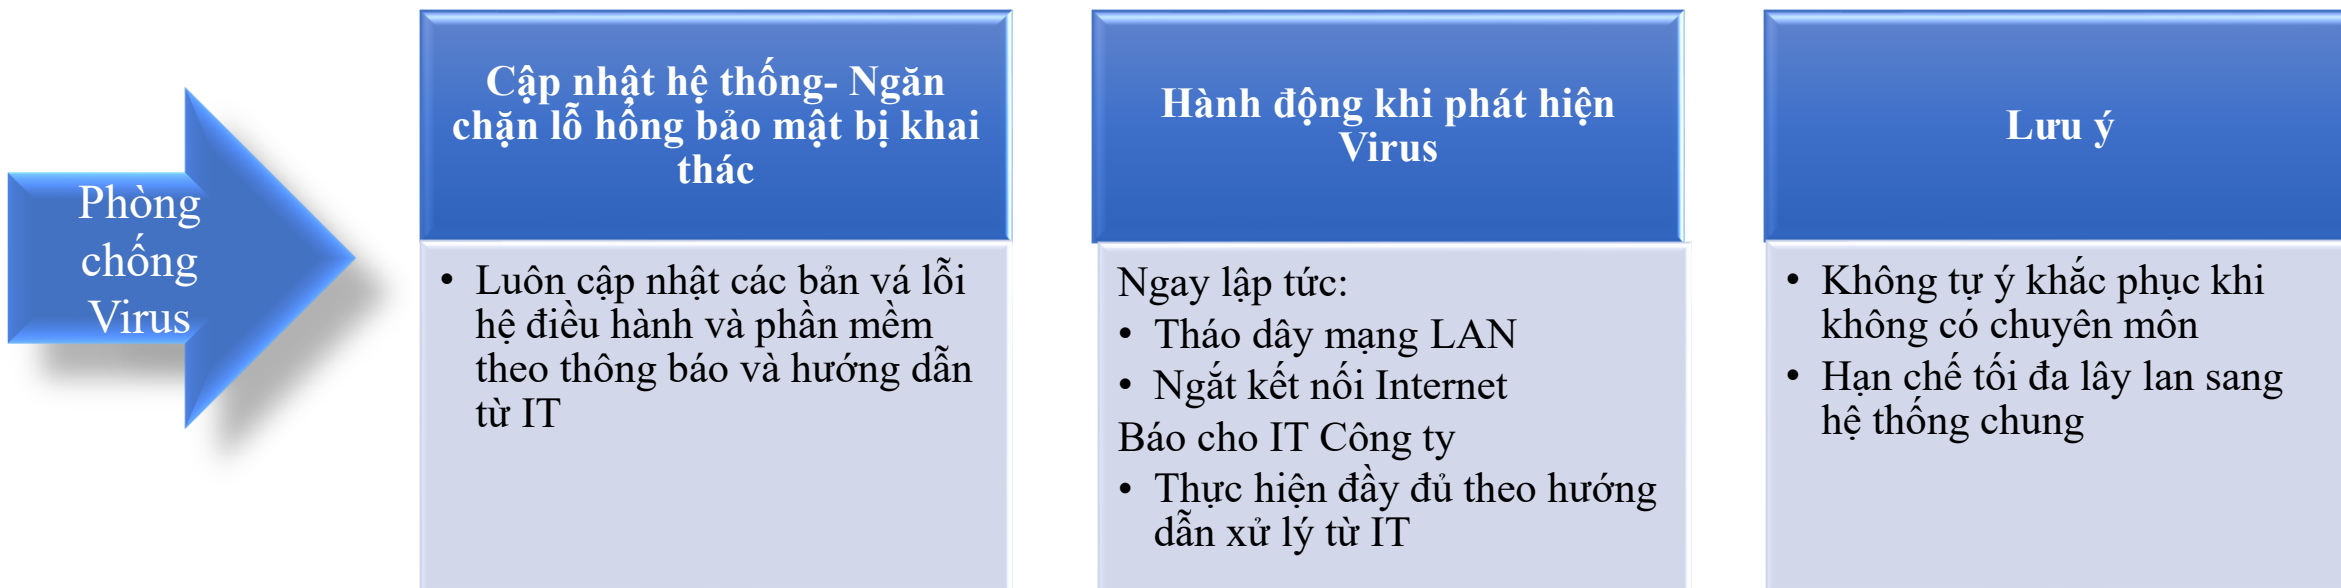 Phòng
chống
Virus
Cập nhật hệ thống- Ngăn
chặn lỗ hổng bảo mật bị khai
thác
• Luôn cập nhật các bản vá lỗi
hệ điều hành và phần mềm
theo thông báo và hướng dẫn
từ IT
Hành động khi phát hiện
Virus
Ngay lập tức:
• Tháo dây mạng LAN
• Ngắt kết nối Internet
Báo cho IT Công ty
• Thực hiện đầy đủ theo hướng
dẫn xử lý từ IT
Lưu ý
• Không tự ý khắc phục khi
không có chuyên môn
• Hạn chế tối đa lây lan sang
hệ thống chung